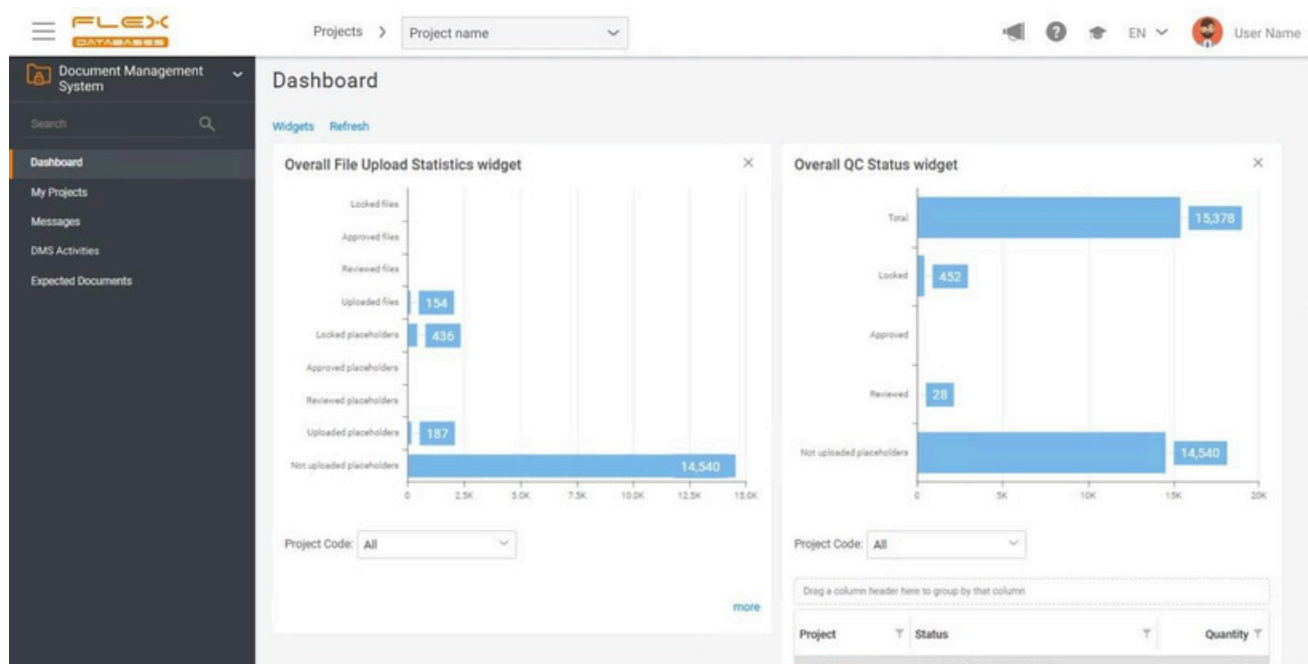 FLEX
DATABASES
Projects > Project name
EN
User Name
Document Management
System
Search
Dashboard
My Projects
Messages
DMS Activities
Expected Documents
Dashboard
Widgets Refresh
Overall File Upload Statistics widget
Locked files
Approved files
Reviewed files
Uploaded files 154
Locked placeholders 436
Approved placeholders
Reviewed placeholders
Uploaded placeholders 187
Not uploaded placeholders 14,540
0 2.5K 5.0K 7.5K 10.0K 12.5K 15.0K
Project Code: All
more
Overall QC Status widget
Total 15,378
Locked 452
Approved
Reviewed 28
Not uploaded placeholders 14,540
0 5K 10K 15K 20K
Project Code: All
Drag a column header here to group by that column
Project Status Quantity